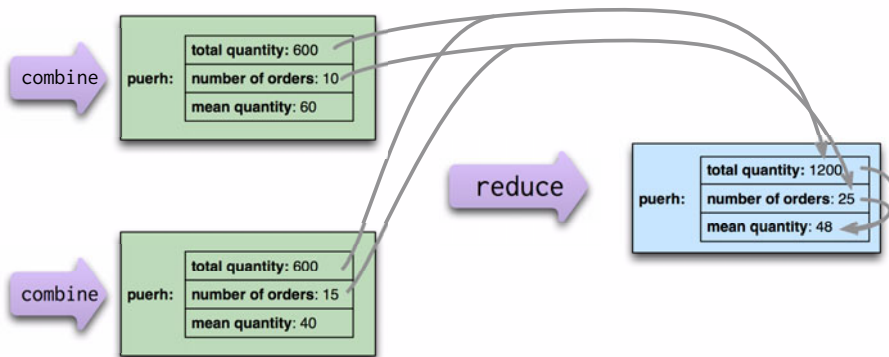 combine
puerh:
total quantity: 600
number of orders: 10
mean quantity: 60
reduce
puerh:
total quantity: 1200
number of orders: 25
mean quantity: 48
combine
puerh:
total quantity: 600
number of orders: 15
mean quantity: 40